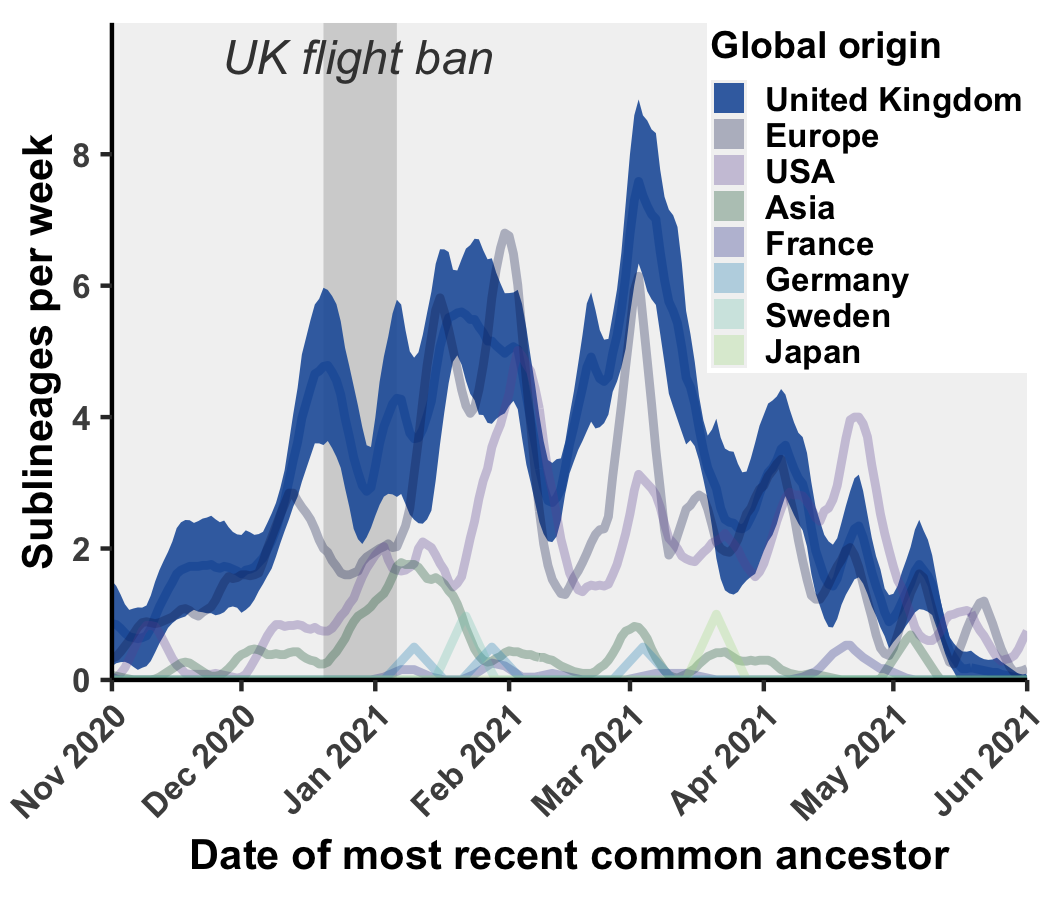 UK flight ban
Global origin
United Kingdom
Europe
USA
Asia
France
Germany
Sweden
Japan
Sublineages per week
8
6
4
2
0
Nov 2020
Dec 2020
Jan 2021
Feb 2021
Mar 2021
Apr 2021
May 2021
Jun 2021
Date of most recent common ancestor